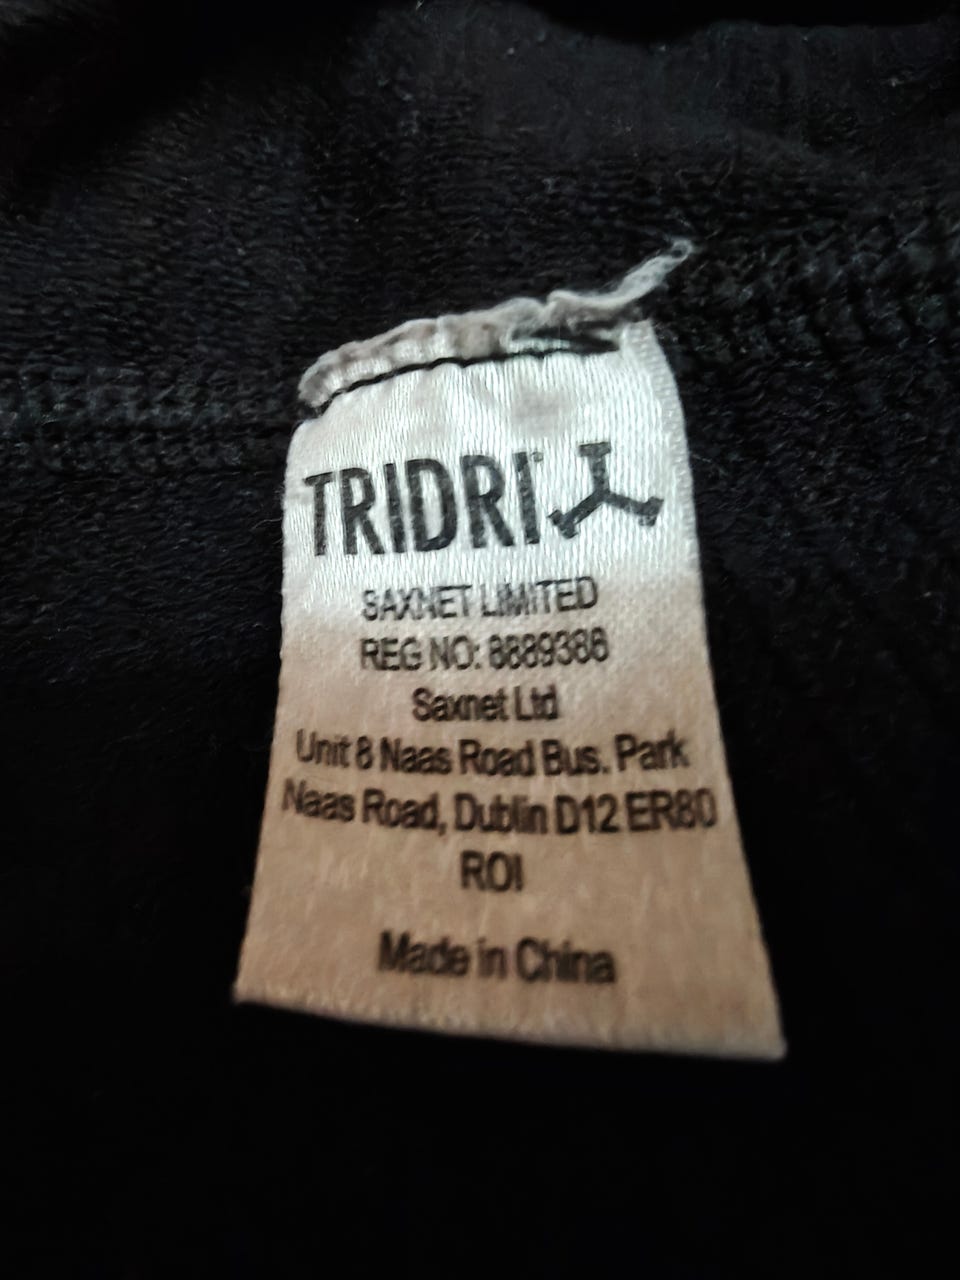 TRIDRI
SAXNET LIMITED
REG NO: 8889386
Saxnet Ltd
Unit 8 Naas Road Bus. Park
Naas Road, Dublin D12 ER80
ROI
Made in China